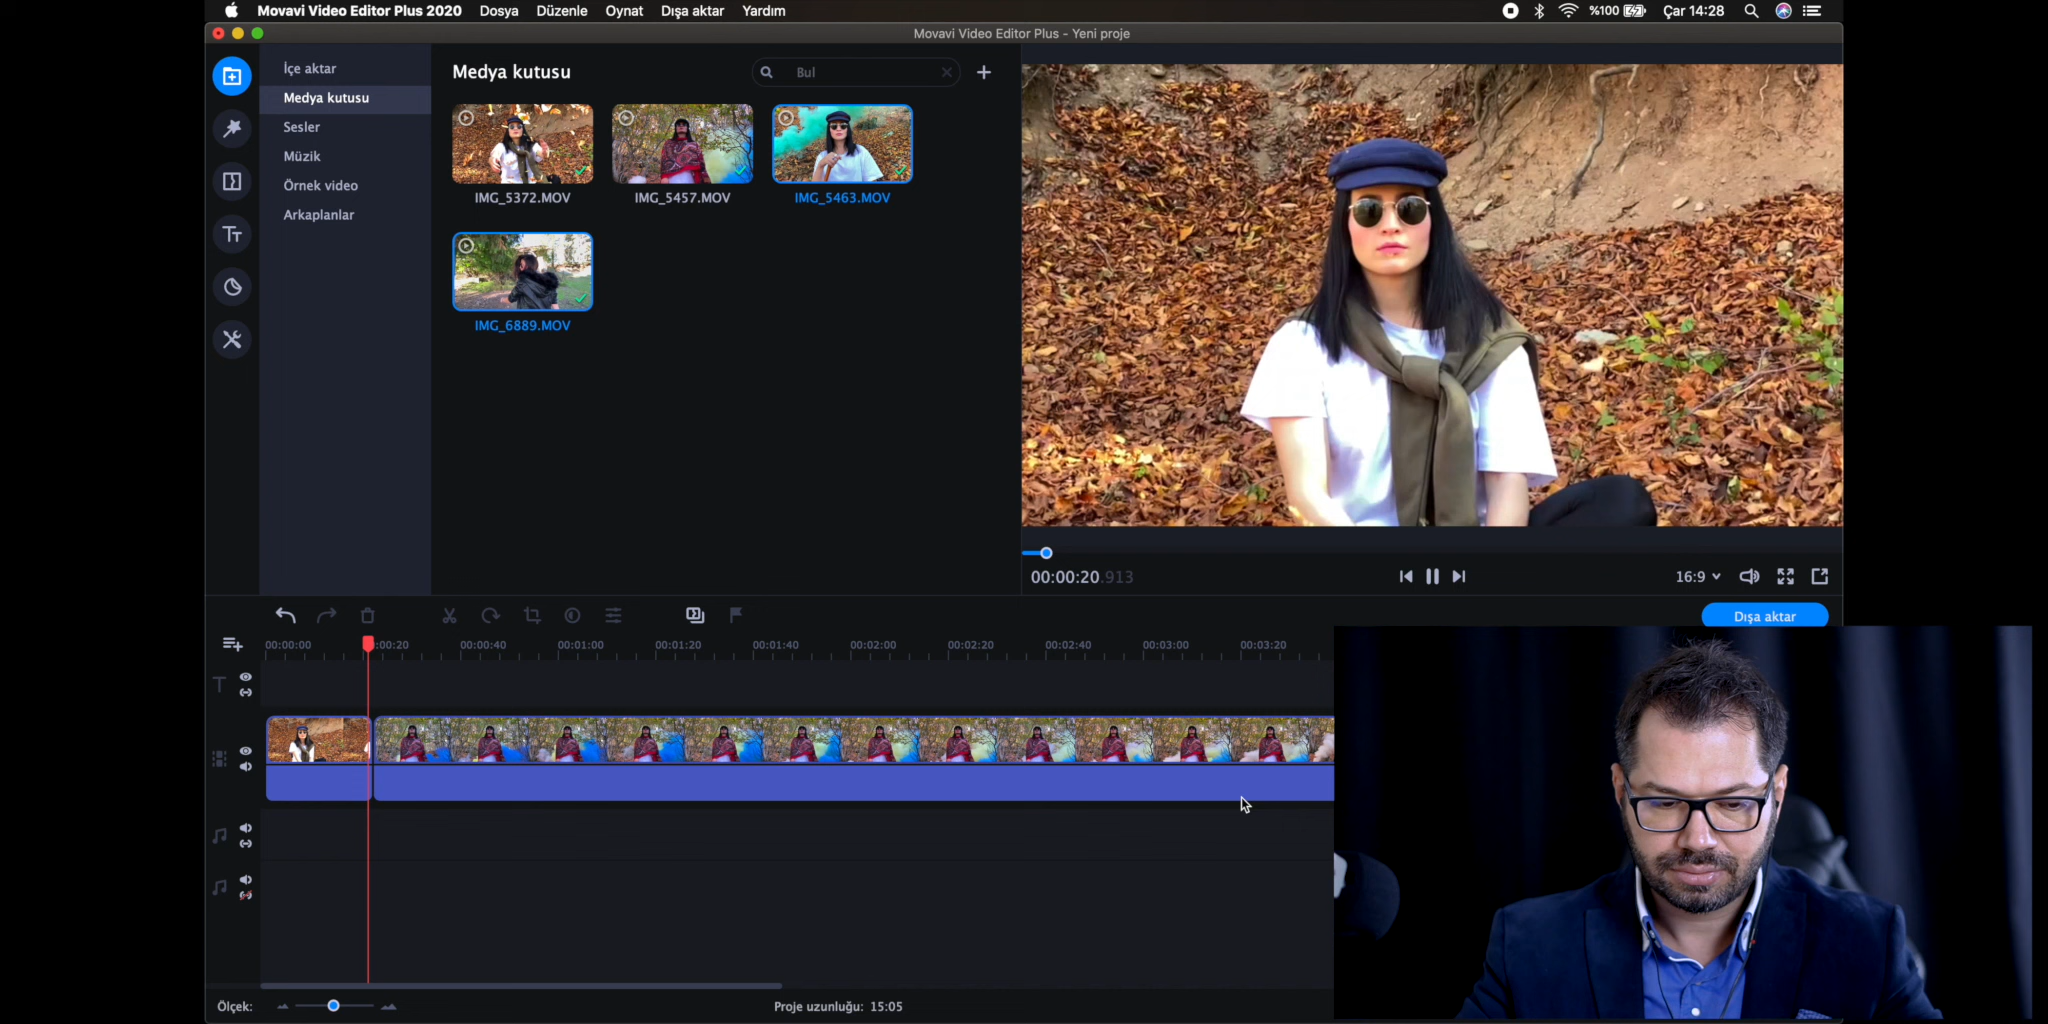 Movavi Video Editor Plus 2020 Dosya Düzenle Oynat Dışa aktar Yardım %100 Çar 14:28
Movavi Video Editor Plus - Yeni proje
İçe aktar
Medya kutusu
Sesler
Müzik
Örnek video
Arkaplanlar
Medya kutusu
Bul
IMG_5372.MOV IMG_5457.MOV IMG_5463.MOV
IMG_6889.MOV
00:00:20.913
16:9
Dışa aktar
00:00:00 00:00:20 00:00:40 00:01:00 00:01:20 00:01:40 00:02:00 00:02:20 00:02:40 00:03:00 00:03:20
Ölçek:
Proje uzunluğu: 15:05